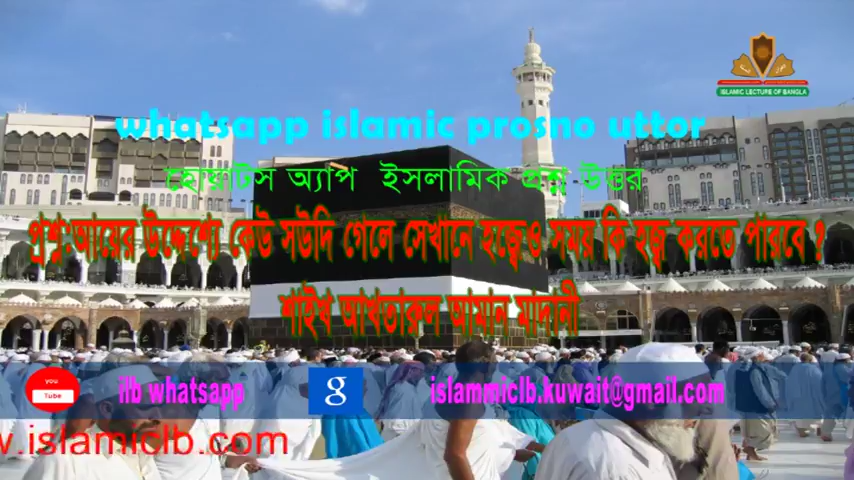 ISLAMIC LECTURE OF BANGLA
whatsapp islamic prosno uttor
হোয়াটস অ্যাপ ইসলামিক প্রশ্ন উত্তর
প্রশ্ন:আয়ের উদ্দেশ্যে কেউ সউদি গেলে সেখানে হজ্বেও সময় কি হজ্ব করতে পারবে ?
শাইখ আখতারুল আমান মাদানী
You Tube
ilb whatsapp
g
islammiclb.kuwait@gmail.com
w.islamiclb.com